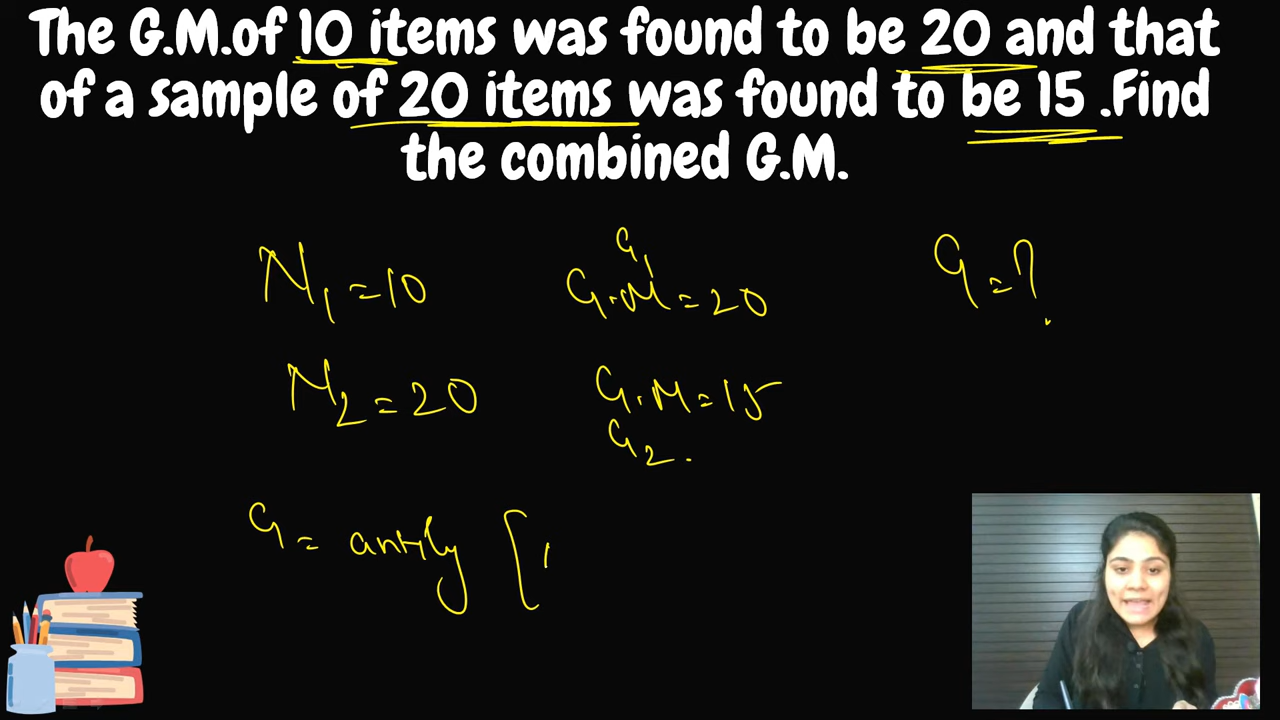 The G.M.of 10 items was found to be 20 and that
of a sample of 20 items was found to be 15 .Find
the combined G.M.
N₁=10
G₁
G.M=20
G=?
N₂=20
G.M=15
G₂
G= antilog [